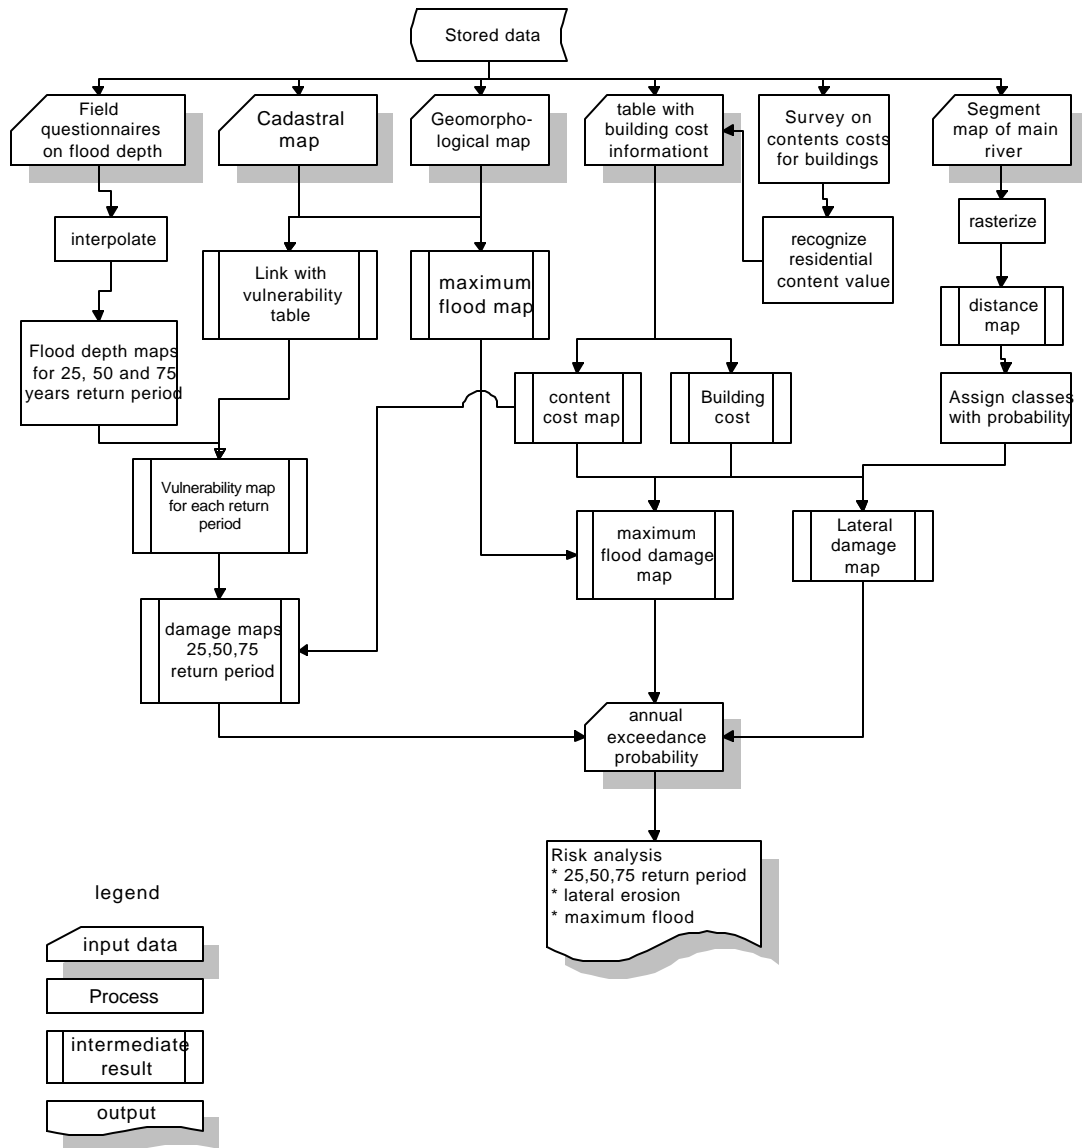 Stored data
Field
questionnaires
on flood depth
Cadastral
map
Geomorpho-
logical map
table with
building cost
informationt
Survey on
contents costs
for buildings
Segment
map of main
river
interpolate
Link with
vulnerability
table
maximum
flood map
recognize
residential
content value
rasterize
distance
map
Flood depth maps
for 25, 50 and 75
years return period
content
cost map
Building
cost
Assign classes
with probability
Vulnerability map
for each return
period
maximum
flood damage
map
Lateral
damage
map
damage maps
25,50,75
return period
annual
exceedance
probability
Risk analysis
* 25,50,75 return period
* lateral erosion
* maximum flood
legend
input data
Process
intermediate
result
output